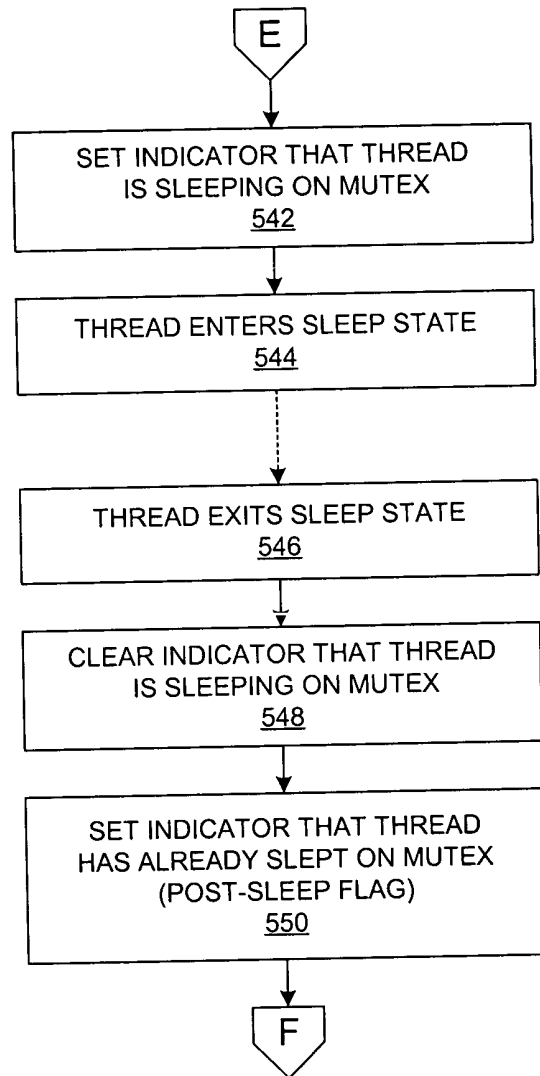 E
SET INDICATOR THAT THREAD
IS SLEEPING ON MUTEX
542
THREAD ENTERS SLEEP STATE
544
THREAD EXITS SLEEP STATE
546
CLEAR INDICATOR THAT THREAD
IS SLEEPING ON MUTEX
548
SET INDICATOR THAT THREAD
HAS ALREADY SLEPT ON MUTEX
(POST-SLEEP FLAG)
550
F